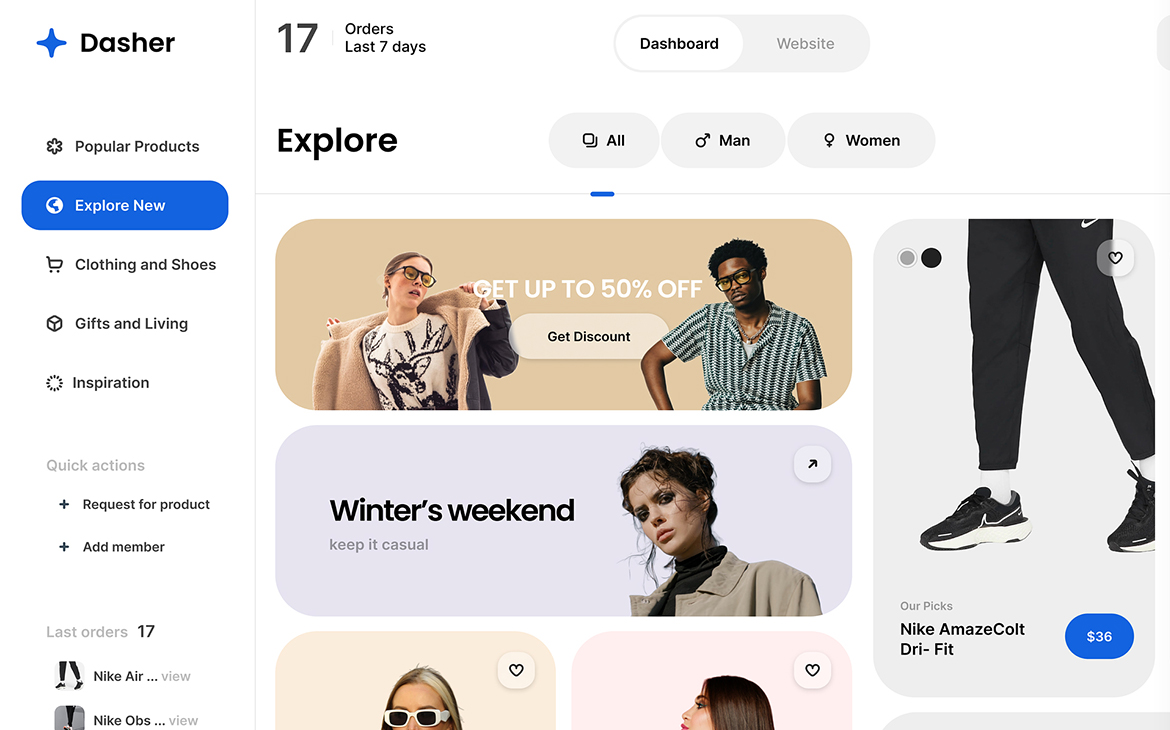 Dasher
17
Orders
Last 7 days
Dashboard
Website
Popular Products
Explore New
Clothing and Shoes
Gifts and Living
Inspiration
Quick actions
+ Request for product
+ Add member
Last orders 17
Nike Air ... view
Nike Obs ... view
Explore
All
Man
Women
GET UP TO 50% OFF
Get Discount
Winter’s weekend
keep it casual
Our Picks
Nike AmazeColt
Dri- Fit
$36